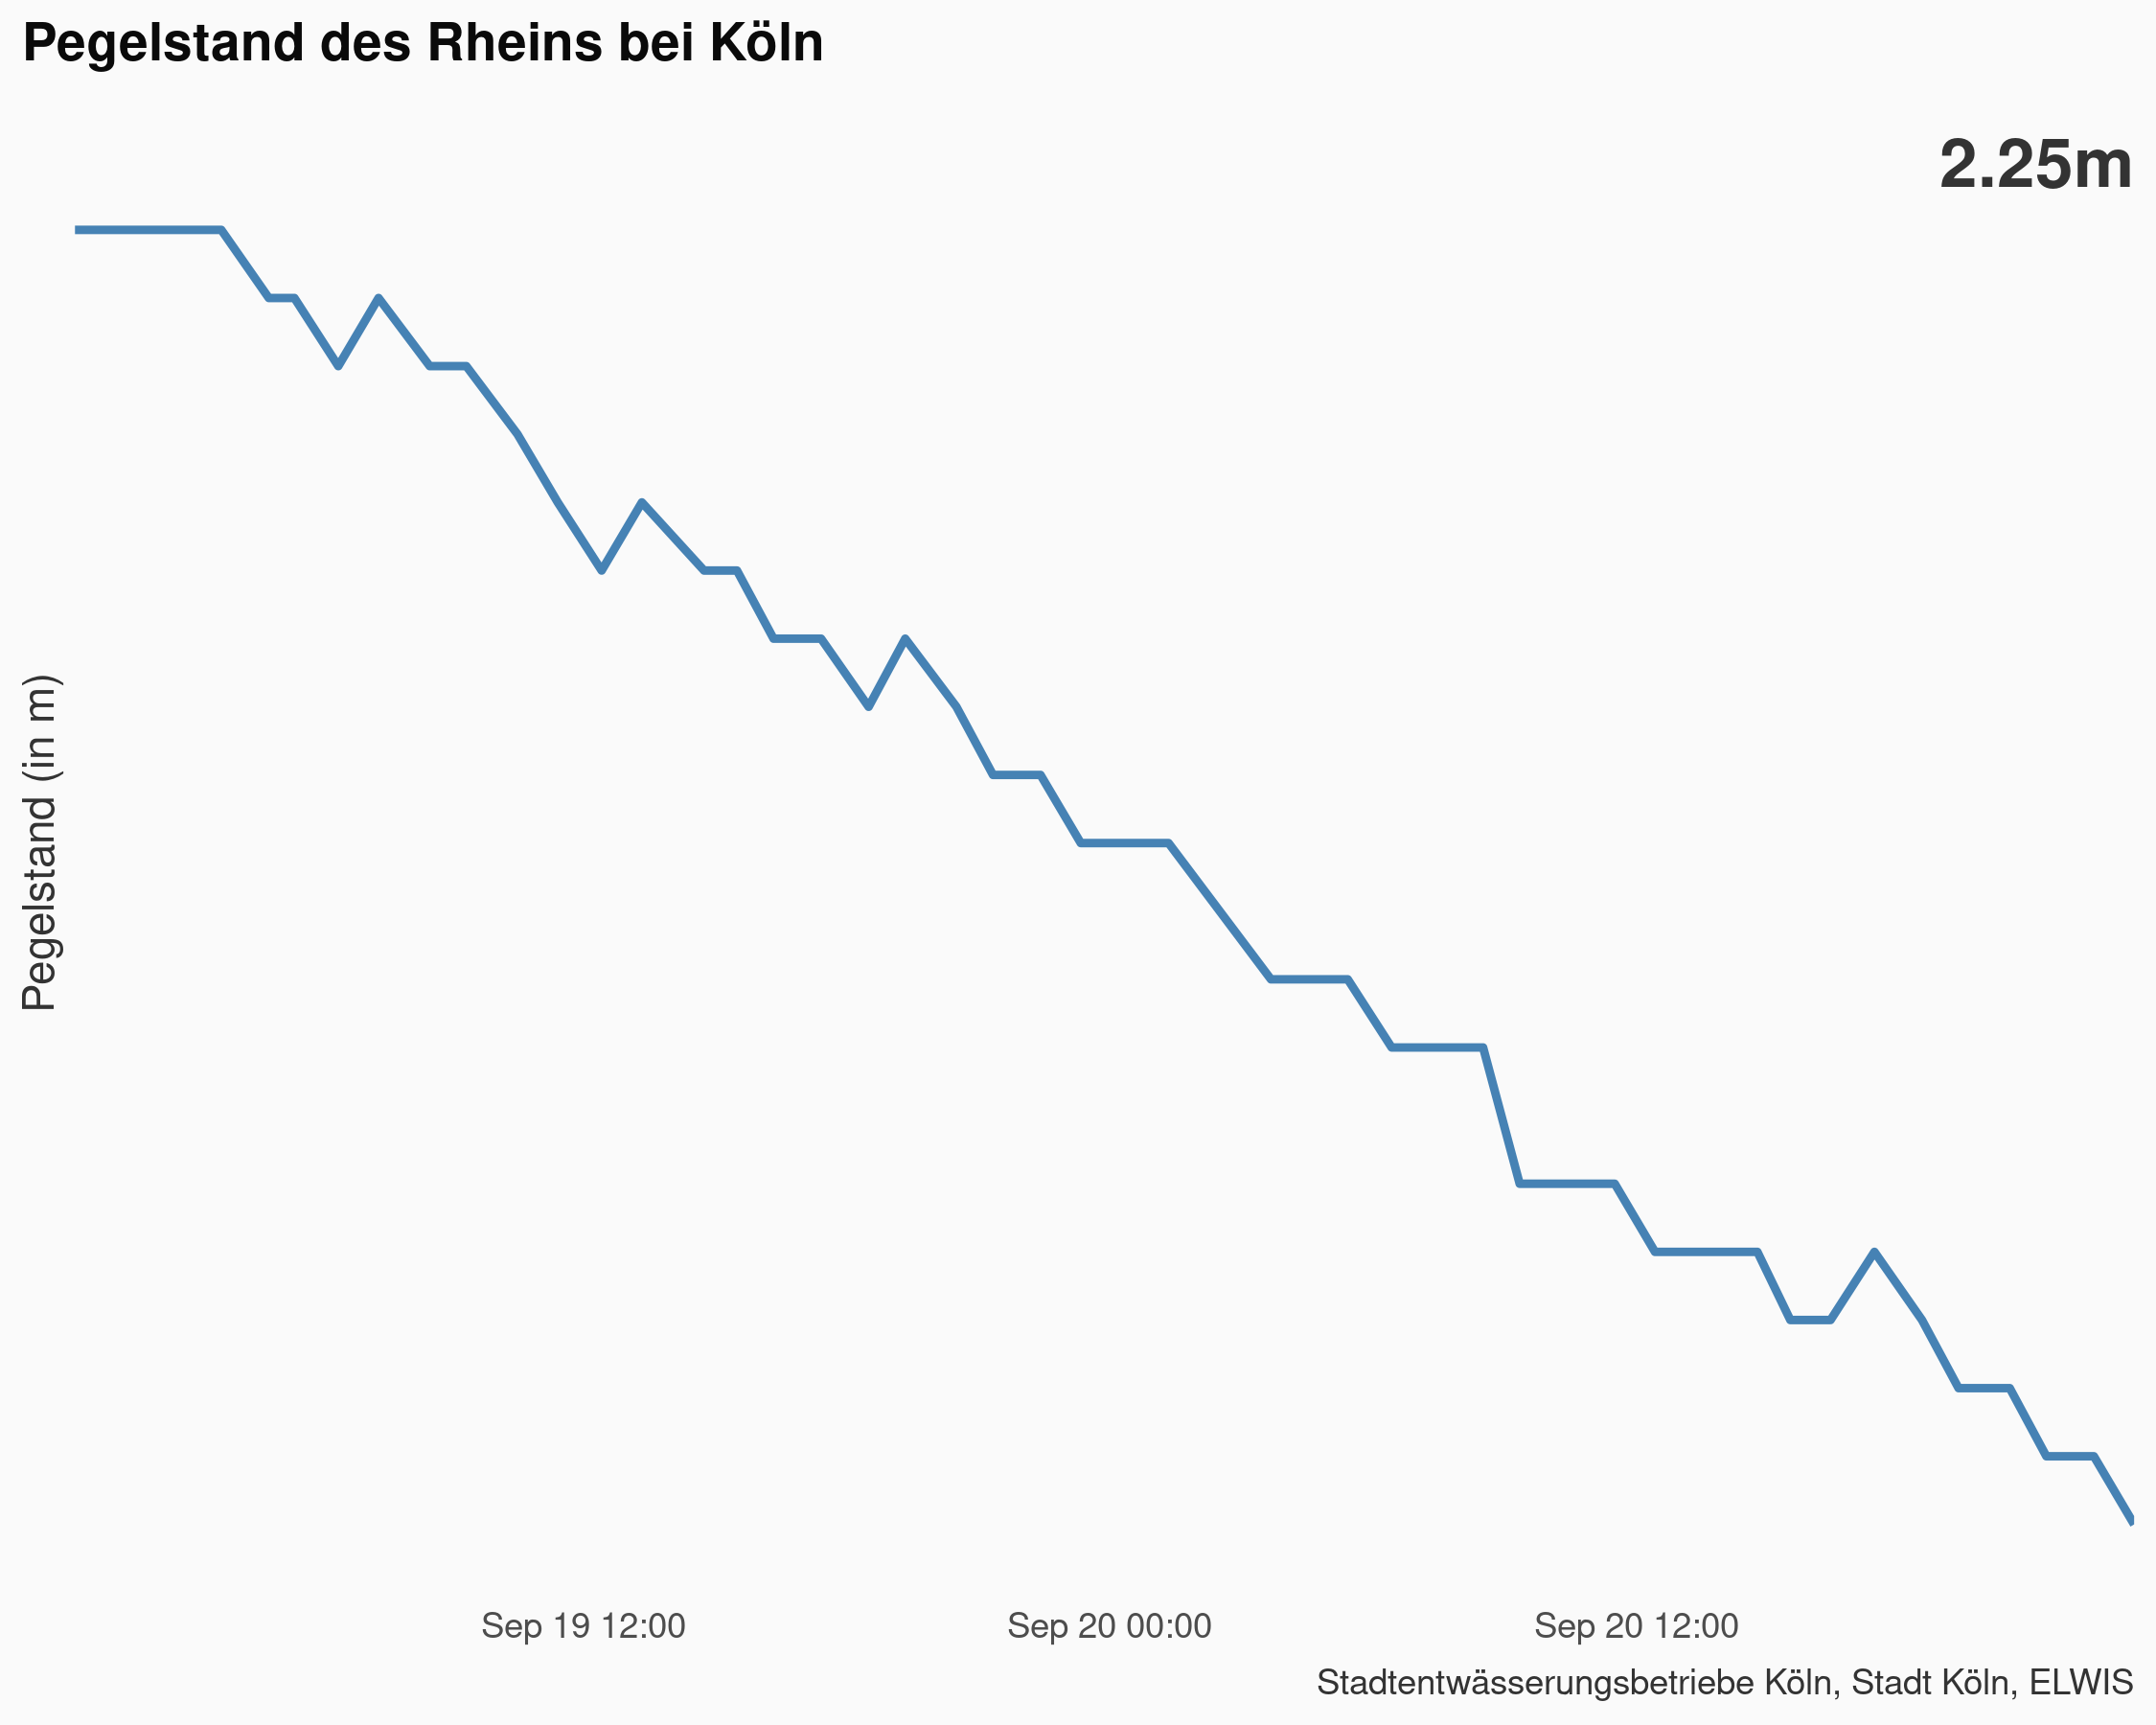 Pegelstand des Rheins bei Köln
2.25m
Pegelstand (in m)
Sep 19 12:00
Sep 20 00:00
Sep 20 12:00
Stadtentwässerungsbetriebe Köln, Stadt Köln, ELWIS